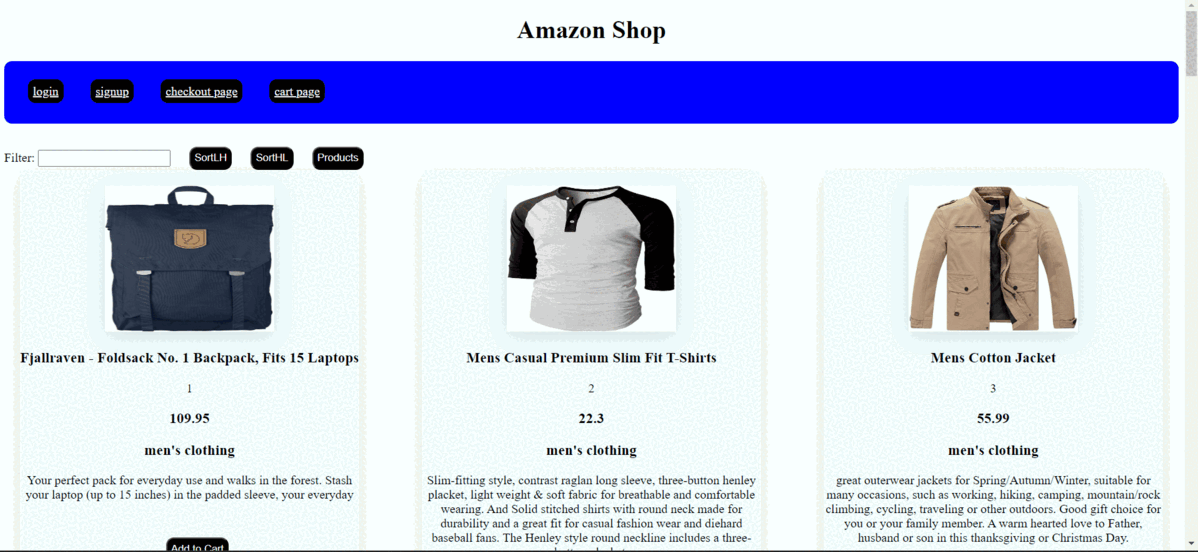 Amazon Shop
login signup checkout page cart page
Filter: SortLH SortHL Products
Fjallraven - Foldsack No. 1 Backpack, Fits 15 Laptops
1
109.95
men's clothing
Your perfect pack for everyday use and walks in the forest. Stash
your laptop (up to 15 inches) in the padded sleeve, your everyday
Add to Cart
Mens Casual Premium Slim Fit T-Shirts
2
22.3
men's clothing
Slim-fitting style, contrast raglan long sleeve, three-button henley
placket, light weight & soft fabric for breathable and comfortable
wearing. And Solid stitched shirts with round neck made for
durability and a great fit for casual fashion wear and diehard
baseball fans. The Henley style round neckline includes a three-
Mens Cotton Jacket
3
55.99
men's clothing
great outerwear jackets for Spring/Autumn/Winter, suitable for
many occasions, such as working, hiking, camping, mountain/rock
climbing, cycling, traveling or other outdoors. Good gift choice for
you or your family member. A warm hearted love to Father,
husband or son in this thanksgiving or Christmas Day.